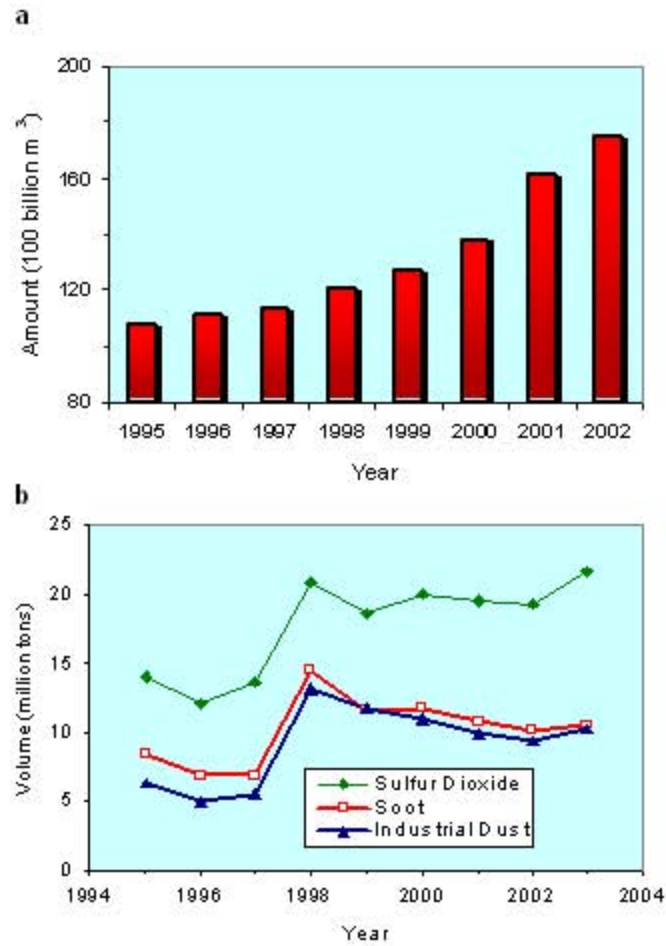 a
Amount (100 billion m³)
200
160
120
80
1995 1996 1997 1998 1999 2000 2001 2002
Year
b
Volume (million tons)
25
20
15
10
5
0
Sulfur Dioxide
Soot
Industrial Dust
1994 1996 1998 2000 2002 2004
Year